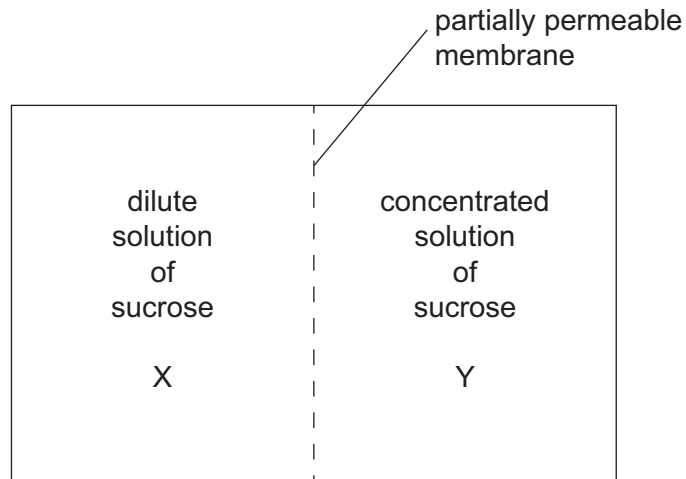 partially permeable
membrane
dilute
solution
of
sucrose
X
concentrated
solution
of
sucrose
Y